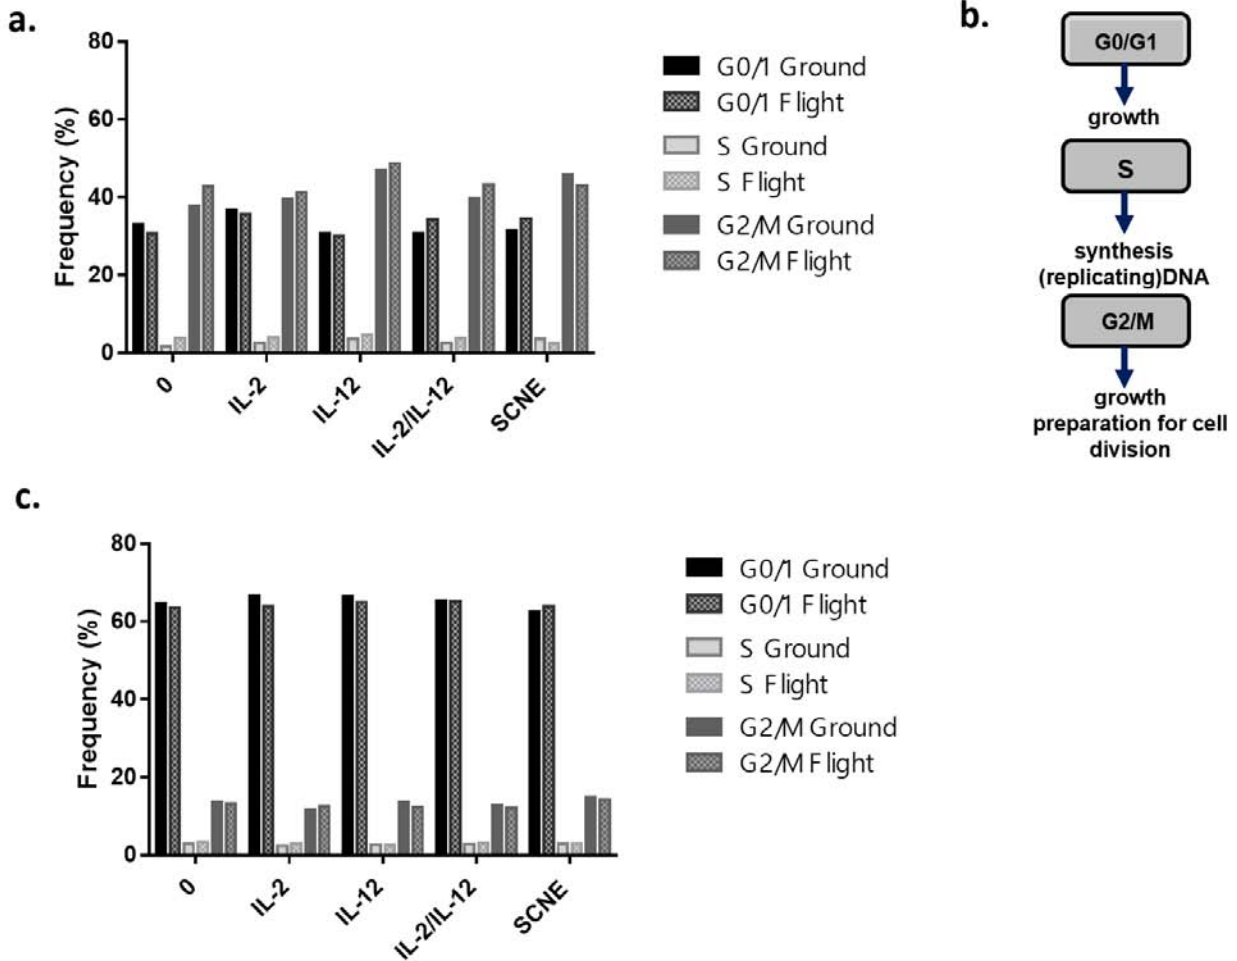 a.
80
60
40
20
0
Frequency (%)
0
IL-2
IL-12
IL-2/IL-12
SCNE
G0/1 Ground
G0/1 Flight
S Ground
S Flight
G2/M Ground
G2/M Flight
b.
G0/G1
growth
S
synthesis
(replicating)DNA
G2/M
growth
preparation for cell
division
c.
80
60
40
20
0
Frequency (%)
0
IL-2
IL-12
IL-2/IL-12
SCNE
G0/1 Ground
G0/1 Flight
S Ground
S Flight
G2/M Ground
G2/M Flight